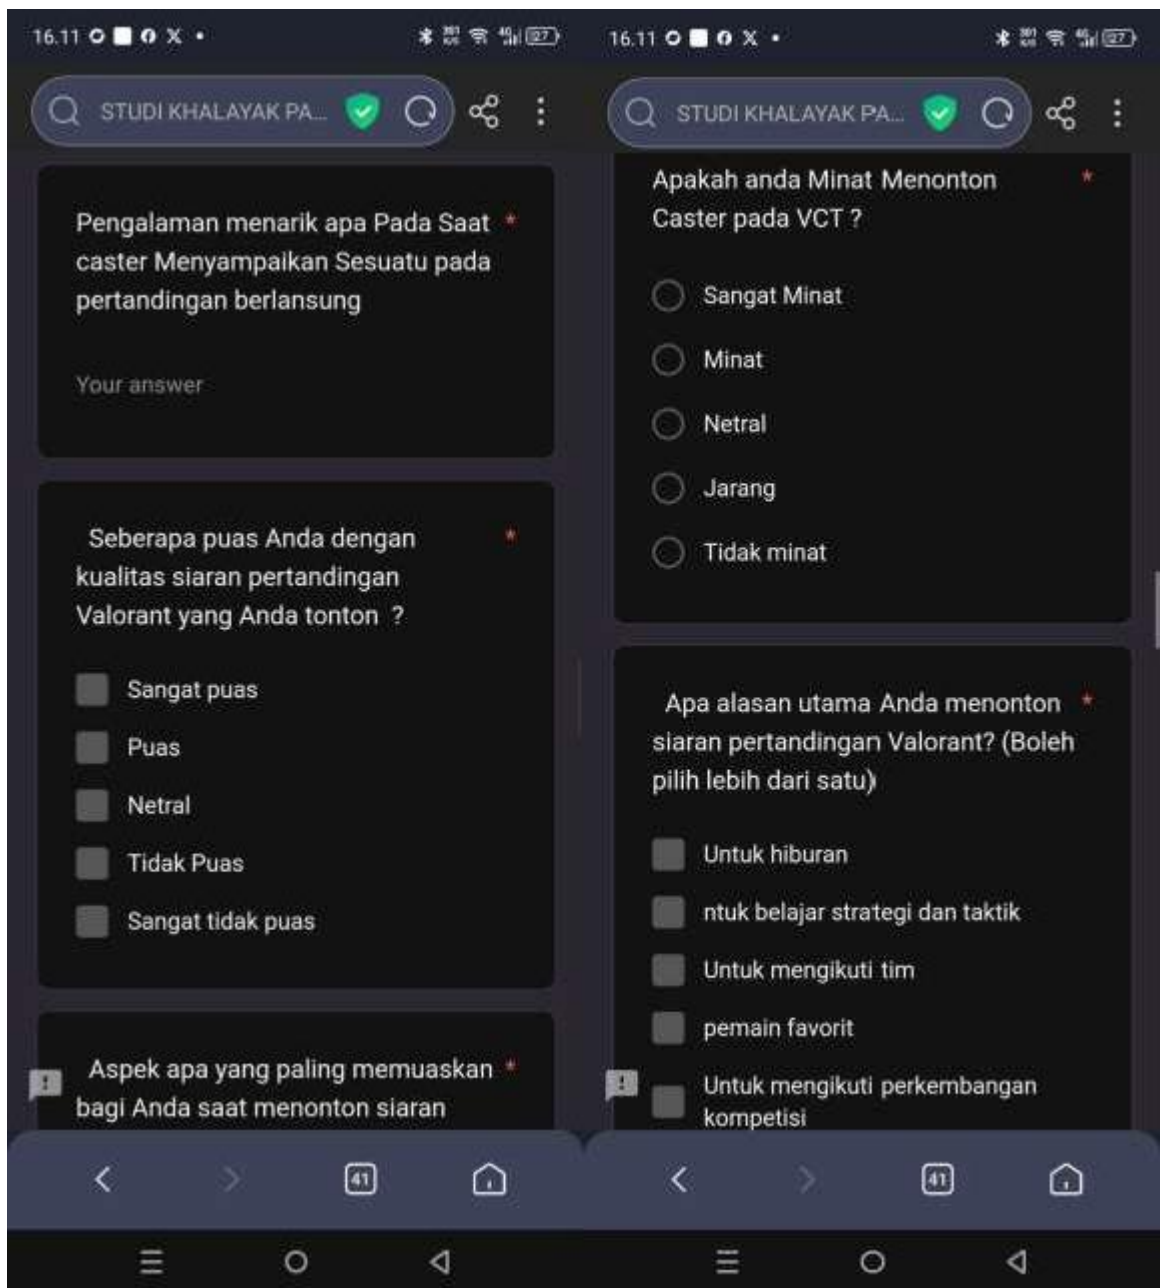 16.11
27
STUDI KHALAYAK PA...
Pengalaman menarik apa Pada Saat *
caster Menyampaikan Sesuatu pada
pertandingan berlansung
Your answer
Seberapa puas Anda dengan *
kualitas siaran pertandingan
Valorant yang Anda tonton ?
Sangat puas
Puas
Netral
Tidak Puas
Sangat tidak puas
Aspek apa yang paling memuaskan *
bagi Anda saat menonton siaran
41
16.11
27
STUDI KHALAYAK PA...
Apakah anda Minat Menonton *
Caster pada VCT ?
Sangat Minat
Minat
Netral
Jarang
Tidak minat
Apa alasan utama Anda menonton *
siaran pertandingan Valorant? (Boleh
pilih lebih dari satu)
Untuk hiburan
ntuk belajar strategi dan taktik
Untuk mengikuti tim
pemain favorit
Untuk mengikuti perkembangan
kompetisi
41